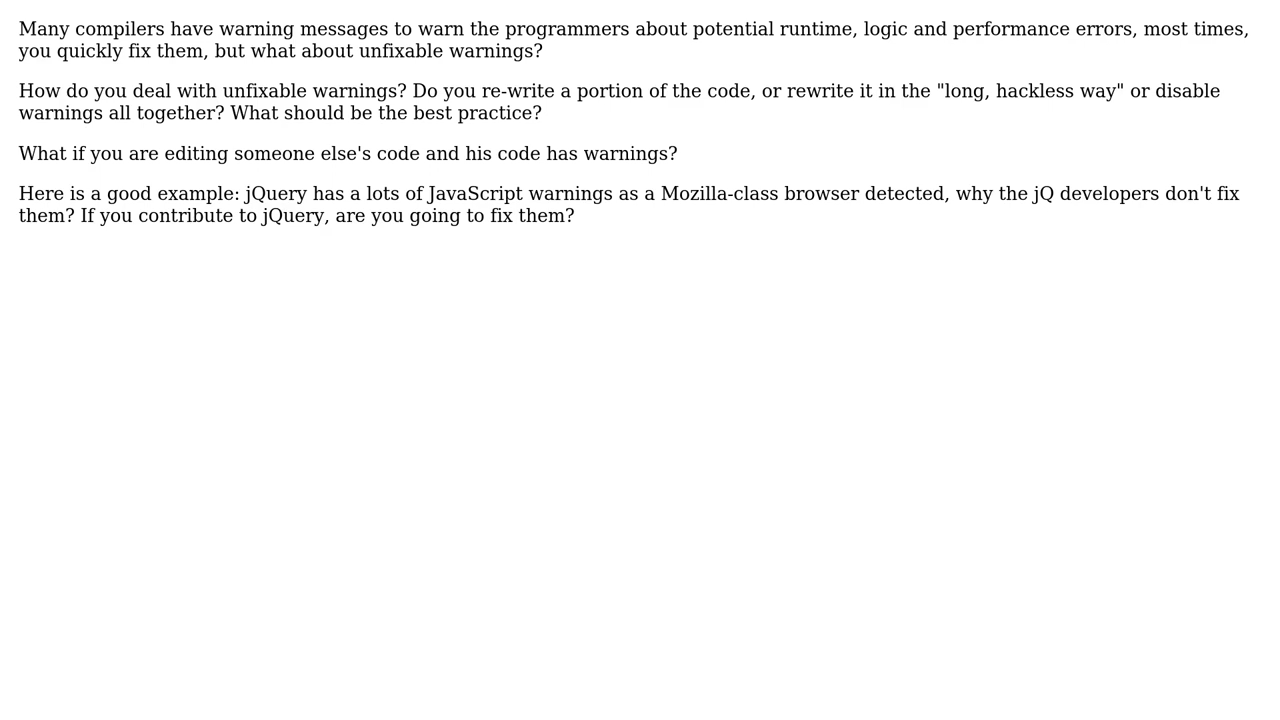 Many compilers have warning messages to warn the programmers about potential runtime, logic and performance errors, most times,
you quickly fix them, but what about unfixable warnings?
How do you deal with unfixable warnings? Do you re-write a portion of the code, or rewrite it in the "long, hackless way" or disable
warnings all together? What should be the best practice?
What if you are editing someone else's code and his code has warnings?
Here is a good example: jQuery has a lots of JavaScript warnings as a Mozilla-class browser detected, why the jQ developers don't fix
them? If you contribute to jQuery, are you going to fix them?